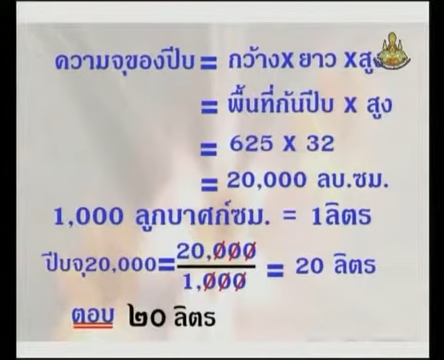 ความจุของปีบ = กว้าง x ยาว x สูง
= พื้นที่ก้นปีบ x สูง
= 625 x 32
= 20,000 ลบ.ซม.
1,000 ลูกบาศก์ซม. = 1ลิตร
ปีบจุ20,000 = 20,000 / 1,000 = 20 ลิตร
ตอบ ๒๐ ลิตร